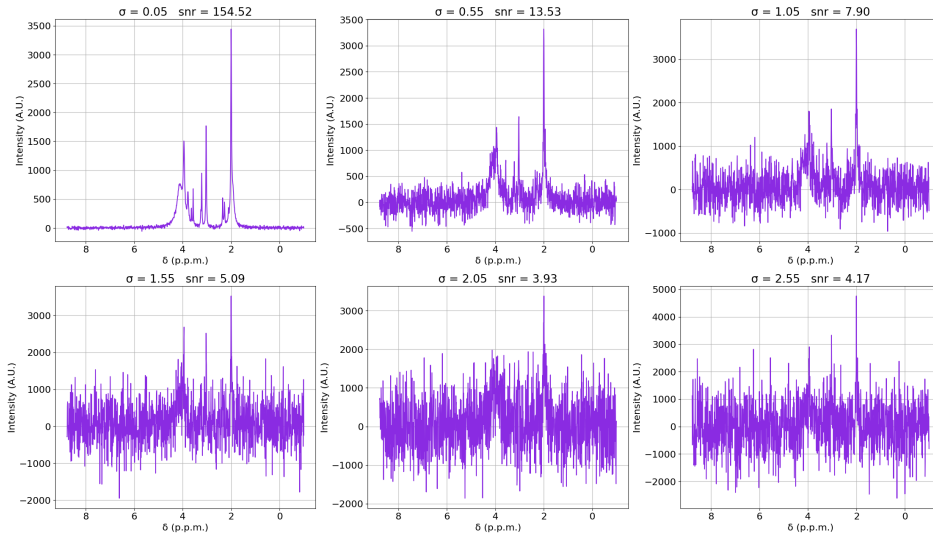 σ = 0.05 snr = 154.52
Intensity (A.U.)
3500
3000
2500
2000
1500
1000
500
0
8 6 4 2 0
δ (p.p.m.)
σ = 0.55 snr = 13.53
Intensity (A.U.)
3500
3000
2500
2000
1500
1000
500
0
−500
8 6 4 2 0
δ (p.p.m.)
σ = 1.05 snr = 7.90
Intensity (A.U.)
3000
2000
1000
0
−1000
8 6 4 2 0
δ (p.p.m.)
σ = 1.55 snr = 5.09
Intensity (A.U.)
3000
2000
1000
0
−1000
−2000
8 6 4 2 0
δ (p.p.m.)
σ = 2.05 snr = 3.93
Intensity (A.U.)
3000
2000
1000
0
−1000
−2000
8 6 4 2 0
δ (p.p.m.)
σ = 2.55 snr = 4.17
Intensity (A.U.)
5000
4000
3000
2000
1000
0
−1000
−2000
8 6 4 2 0
δ (p.p.m.)